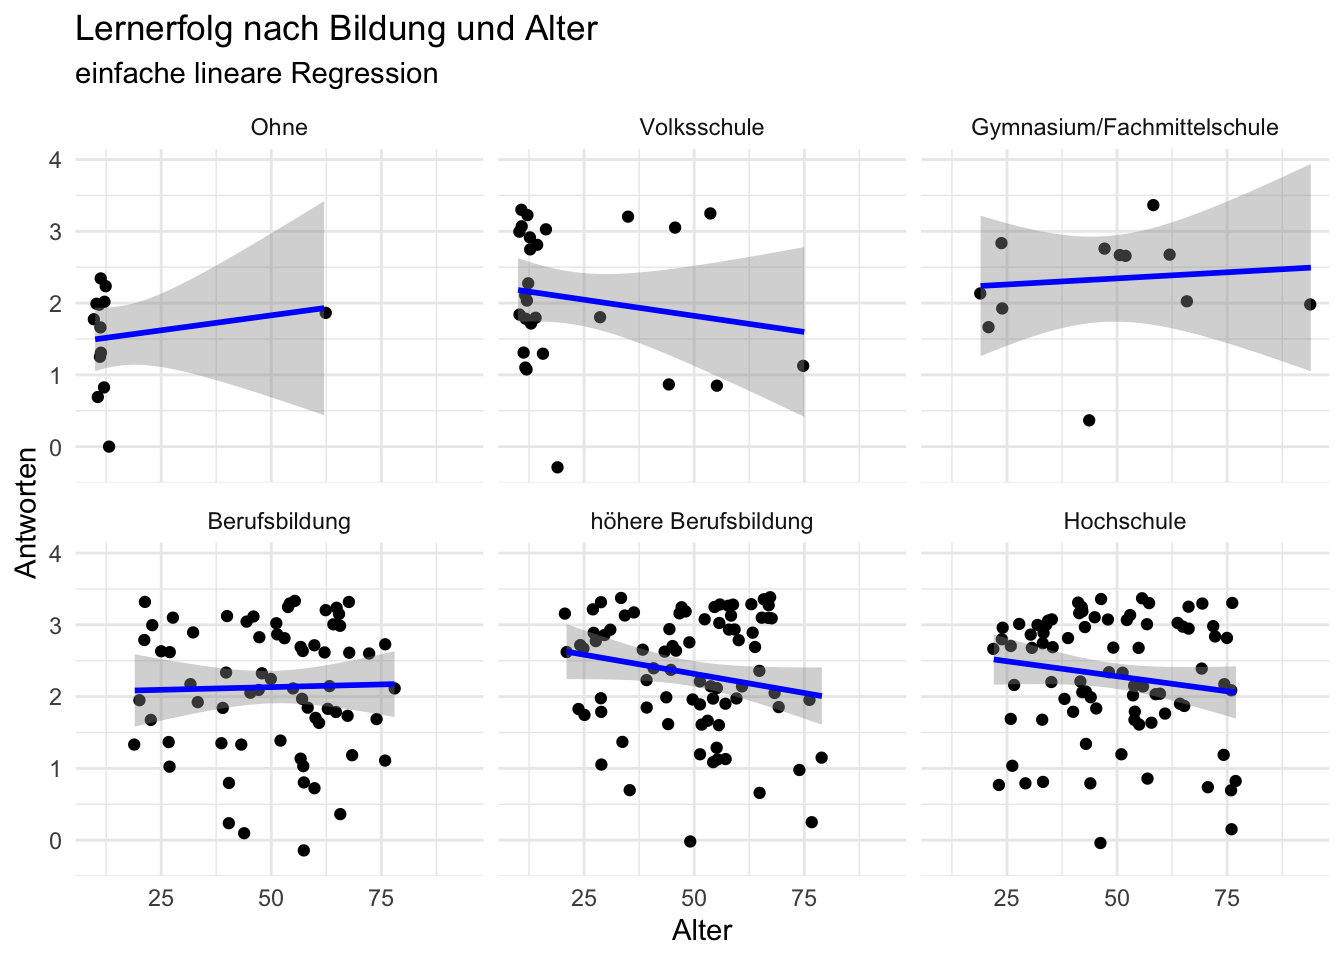 Lernerfolg nach Bildung und Alter
einfache lineare Regression
Ohne
Volksschule
Gymnasium/Fachmittelschule
4
3
2
1
0
Berufsbildung
höhere Berufsbildung
Hochschule
4
3
2
1
0
Antworten
25 50 75
25 50 75
25 50 75
Alter